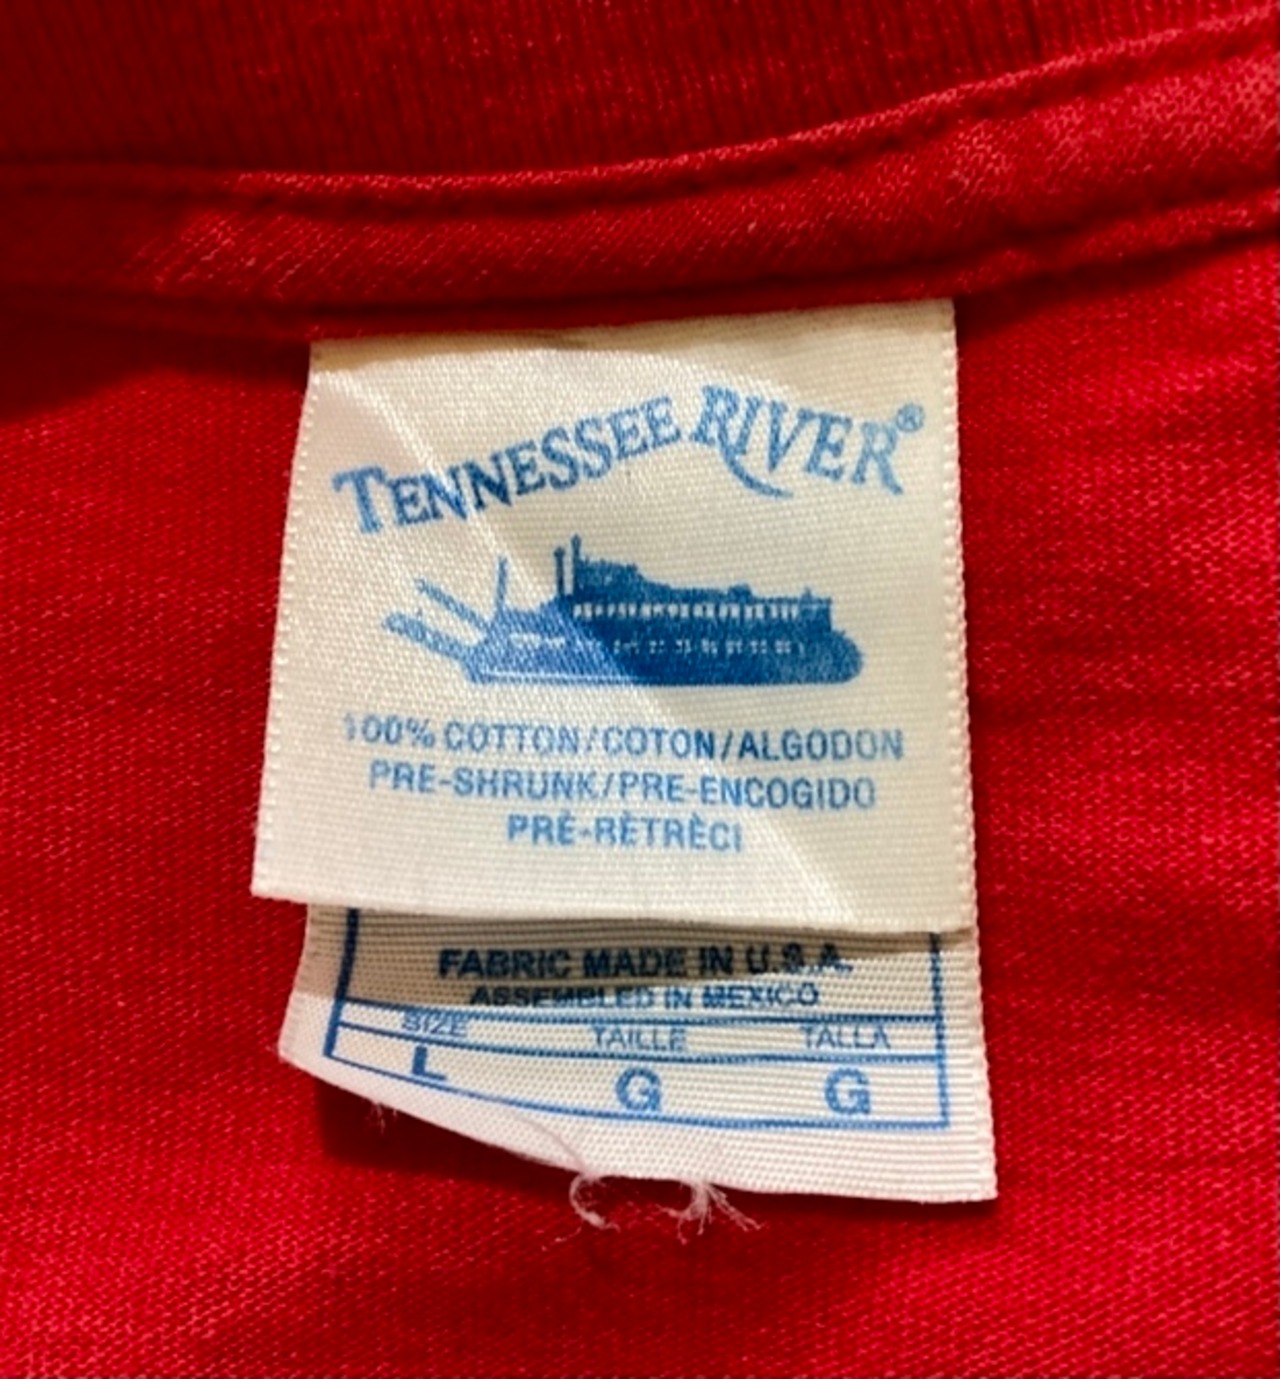 TENNESSEE RIVER®
100% COTTON/COTON/ALGODON
PRE-SHRUNK/PRE-ENCOGIDO
PRÉ-RÈTRÈCI
FABRIC MADE IN U.S.A.
ASSEMBLED IN MEXICO
SIZE TAILLE TALLA
L G G